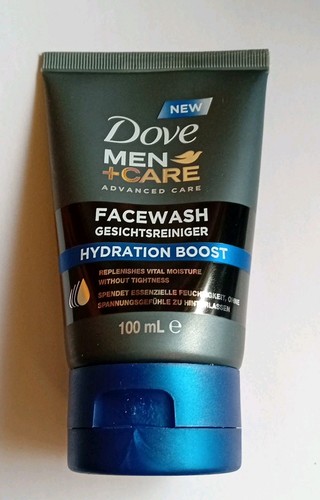 NEW
Dove
MEN
+CARE
ADVANCED CARE
FACEWASH
GESICHTSREINIGER
HYDRATION BOOST
REPLENISHES VITAL MOISTURE
WITHOUT TIGHTNESS
SPENDET ESSENZIELLE FEUCHTIGKEIT, OHNE
SPANNUNGSGEFÜHLE ZU HINTERLASSEN
100 mL ℮